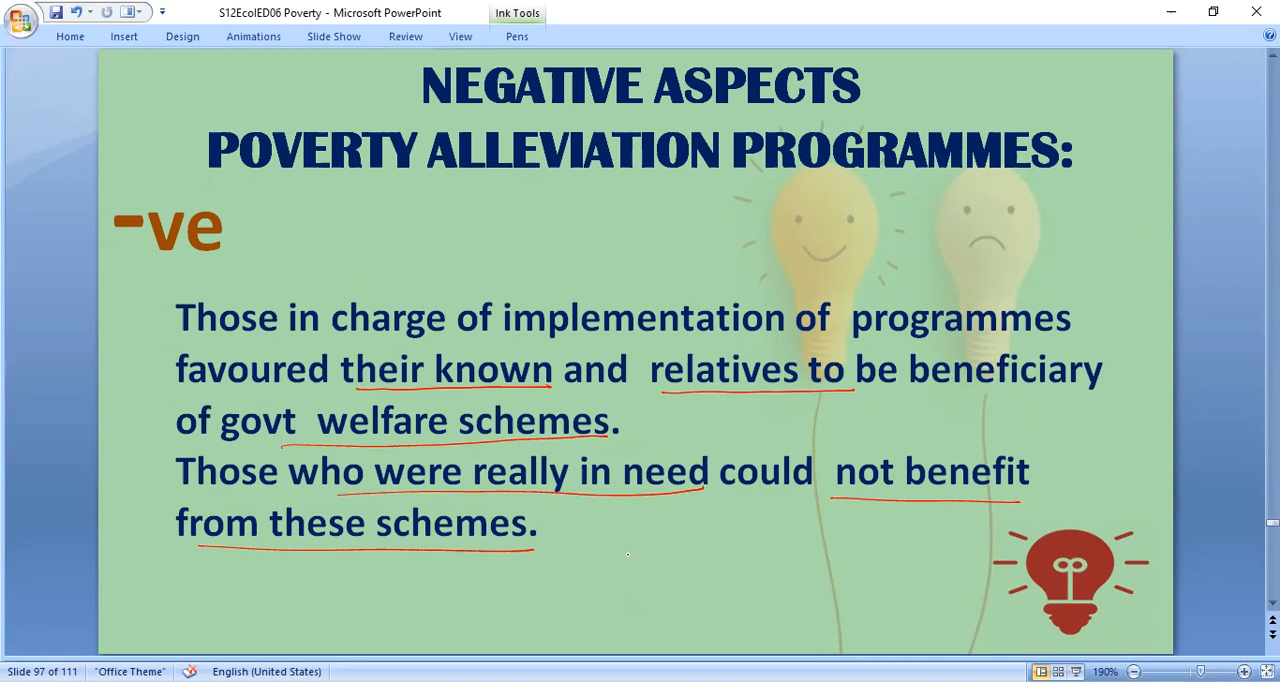 S12EcoIED06 Poverty - Microsoft PowerPoint
Ink Tools
Home Insert Design Animations Slide Show Review View Pens
NEGATIVE ASPECTS
POVERTY ALLEVIATION PROGRAMMES:
-ve
Those in charge of implementation of programmes
favoured their known and relatives to be beneficiary
of govt welfare schemes.
Those who were really in need could not benefit
from these schemes.
Slide 97 of 111 "Office Theme" English (United States) 190%